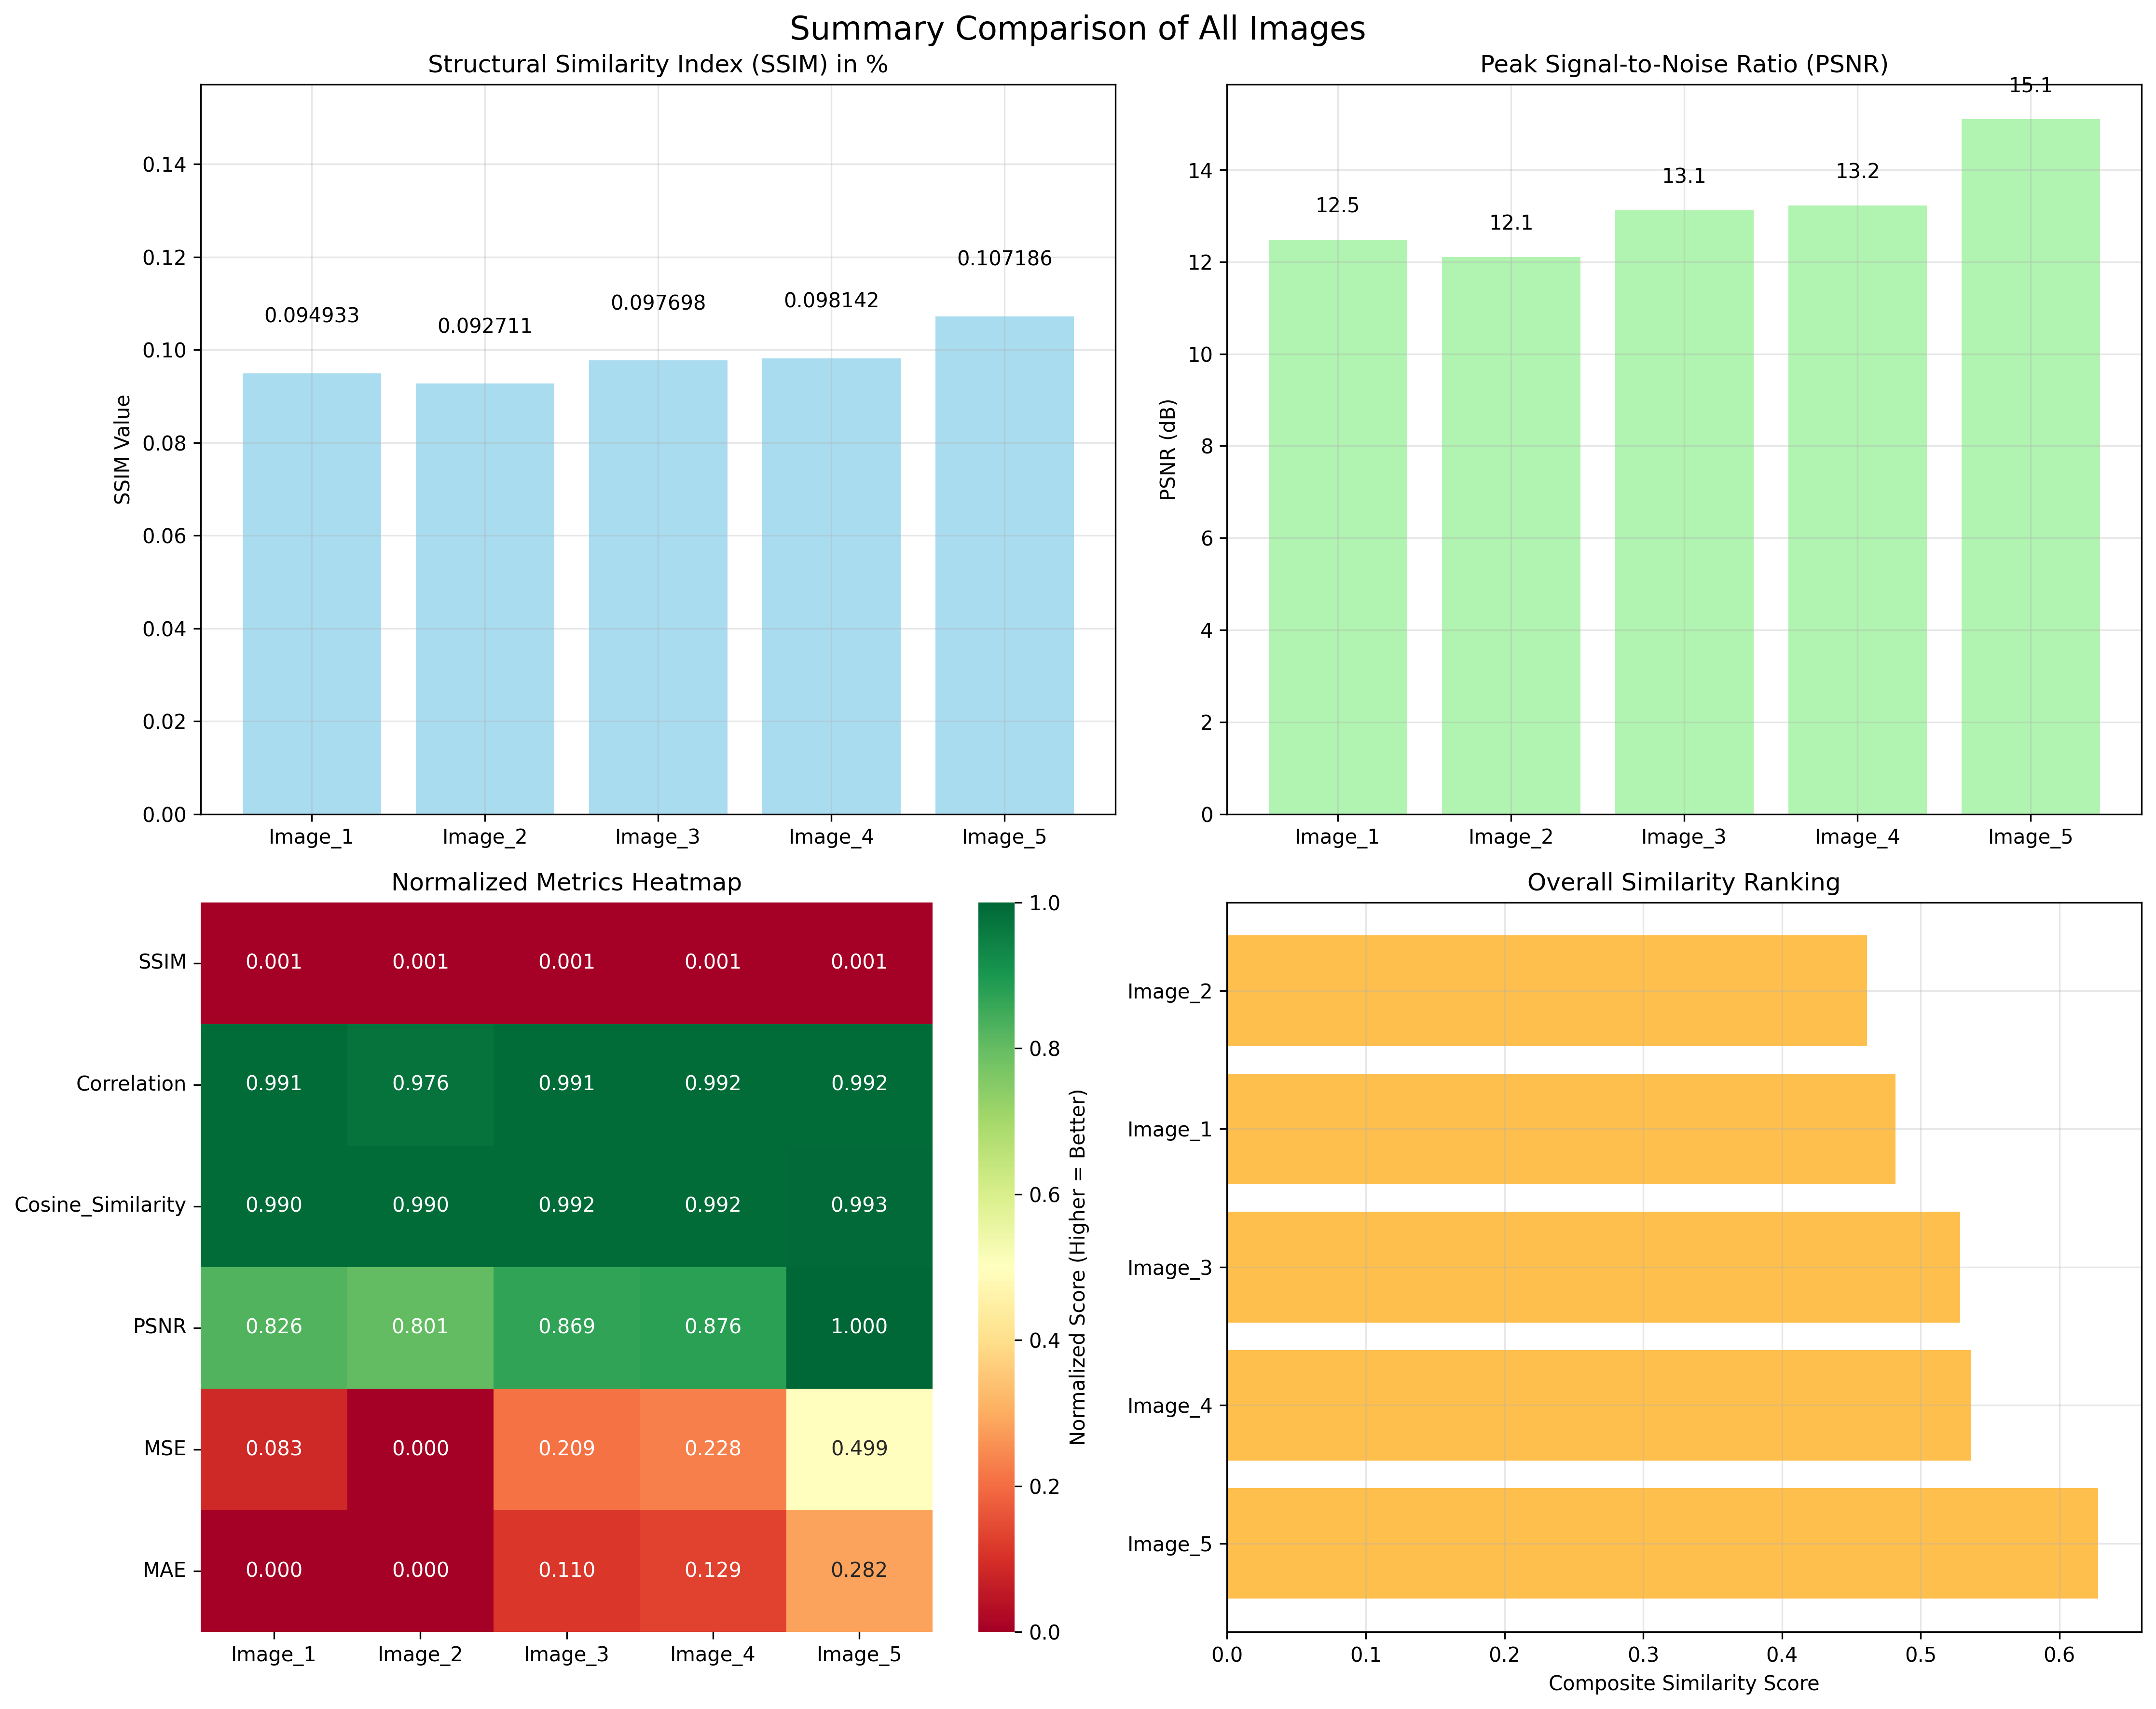 Summary Comparison of All Images
Structural Similarity Index (SSIM) in %
SSIM Value
0.14
0.12
0.10
0.08
0.06
0.04
0.02
0.00
0.094933
0.092711
0.097698
0.098142
0.107186
Image_1
Image_2
Image_3
Image_4
Image_5
Peak Signal-to-Noise Ratio (PSNR)
PSNR (dB)
14
12
10
8
6
4
2
0
12.5
12.1
13.1
13.2
15.1
Image_1
Image_2
Image_3
Image_4
Image_5
Normalized Metrics Heatmap
SSIM 0.001 0.001 0.001 0.001 0.001
Correlation 0.991 0.976 0.991 0.992 0.992
Cosine_Similarity 0.990 0.990 0.992 0.992 0.993
PSNR 0.826 0.801 0.869 0.876 1.000
MSE 0.083 0.000 0.209 0.228 0.499
MAE 0.000 0.000 0.110 0.129 0.282
Image_1 Image_2 Image_3 Image_4 Image_5
1.0
0.8
0.6
0.4
0.2
0.0
Normalized Score (Higher = Better)
Overall Similarity Ranking
Image_2
Image_1
Image_3
Image_4
Image_5
0.0 0.1 0.2 0.3 0.4 0.5 0.6
Composite Similarity Score